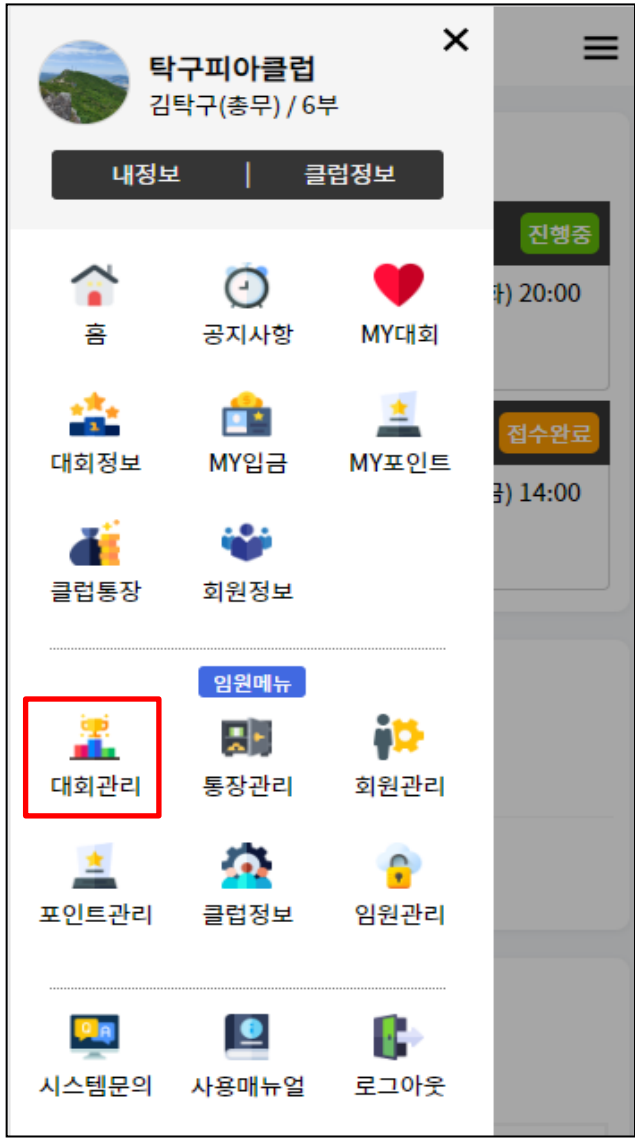 탁구피아클럽
김탁구(총무) / 6부
내정보 | 클럽정보
진행중
화) 20:00
홈 공지사항 MY대회
대회정보 MY입금 MY포인트
접수완료
금) 14:00
클럽통장 회원정보
임원메뉴
대회관리 통장관리 회원관리
포인트관리 클럽정보 임원관리
Q A
시스템문의 사용매뉴얼 로그아웃